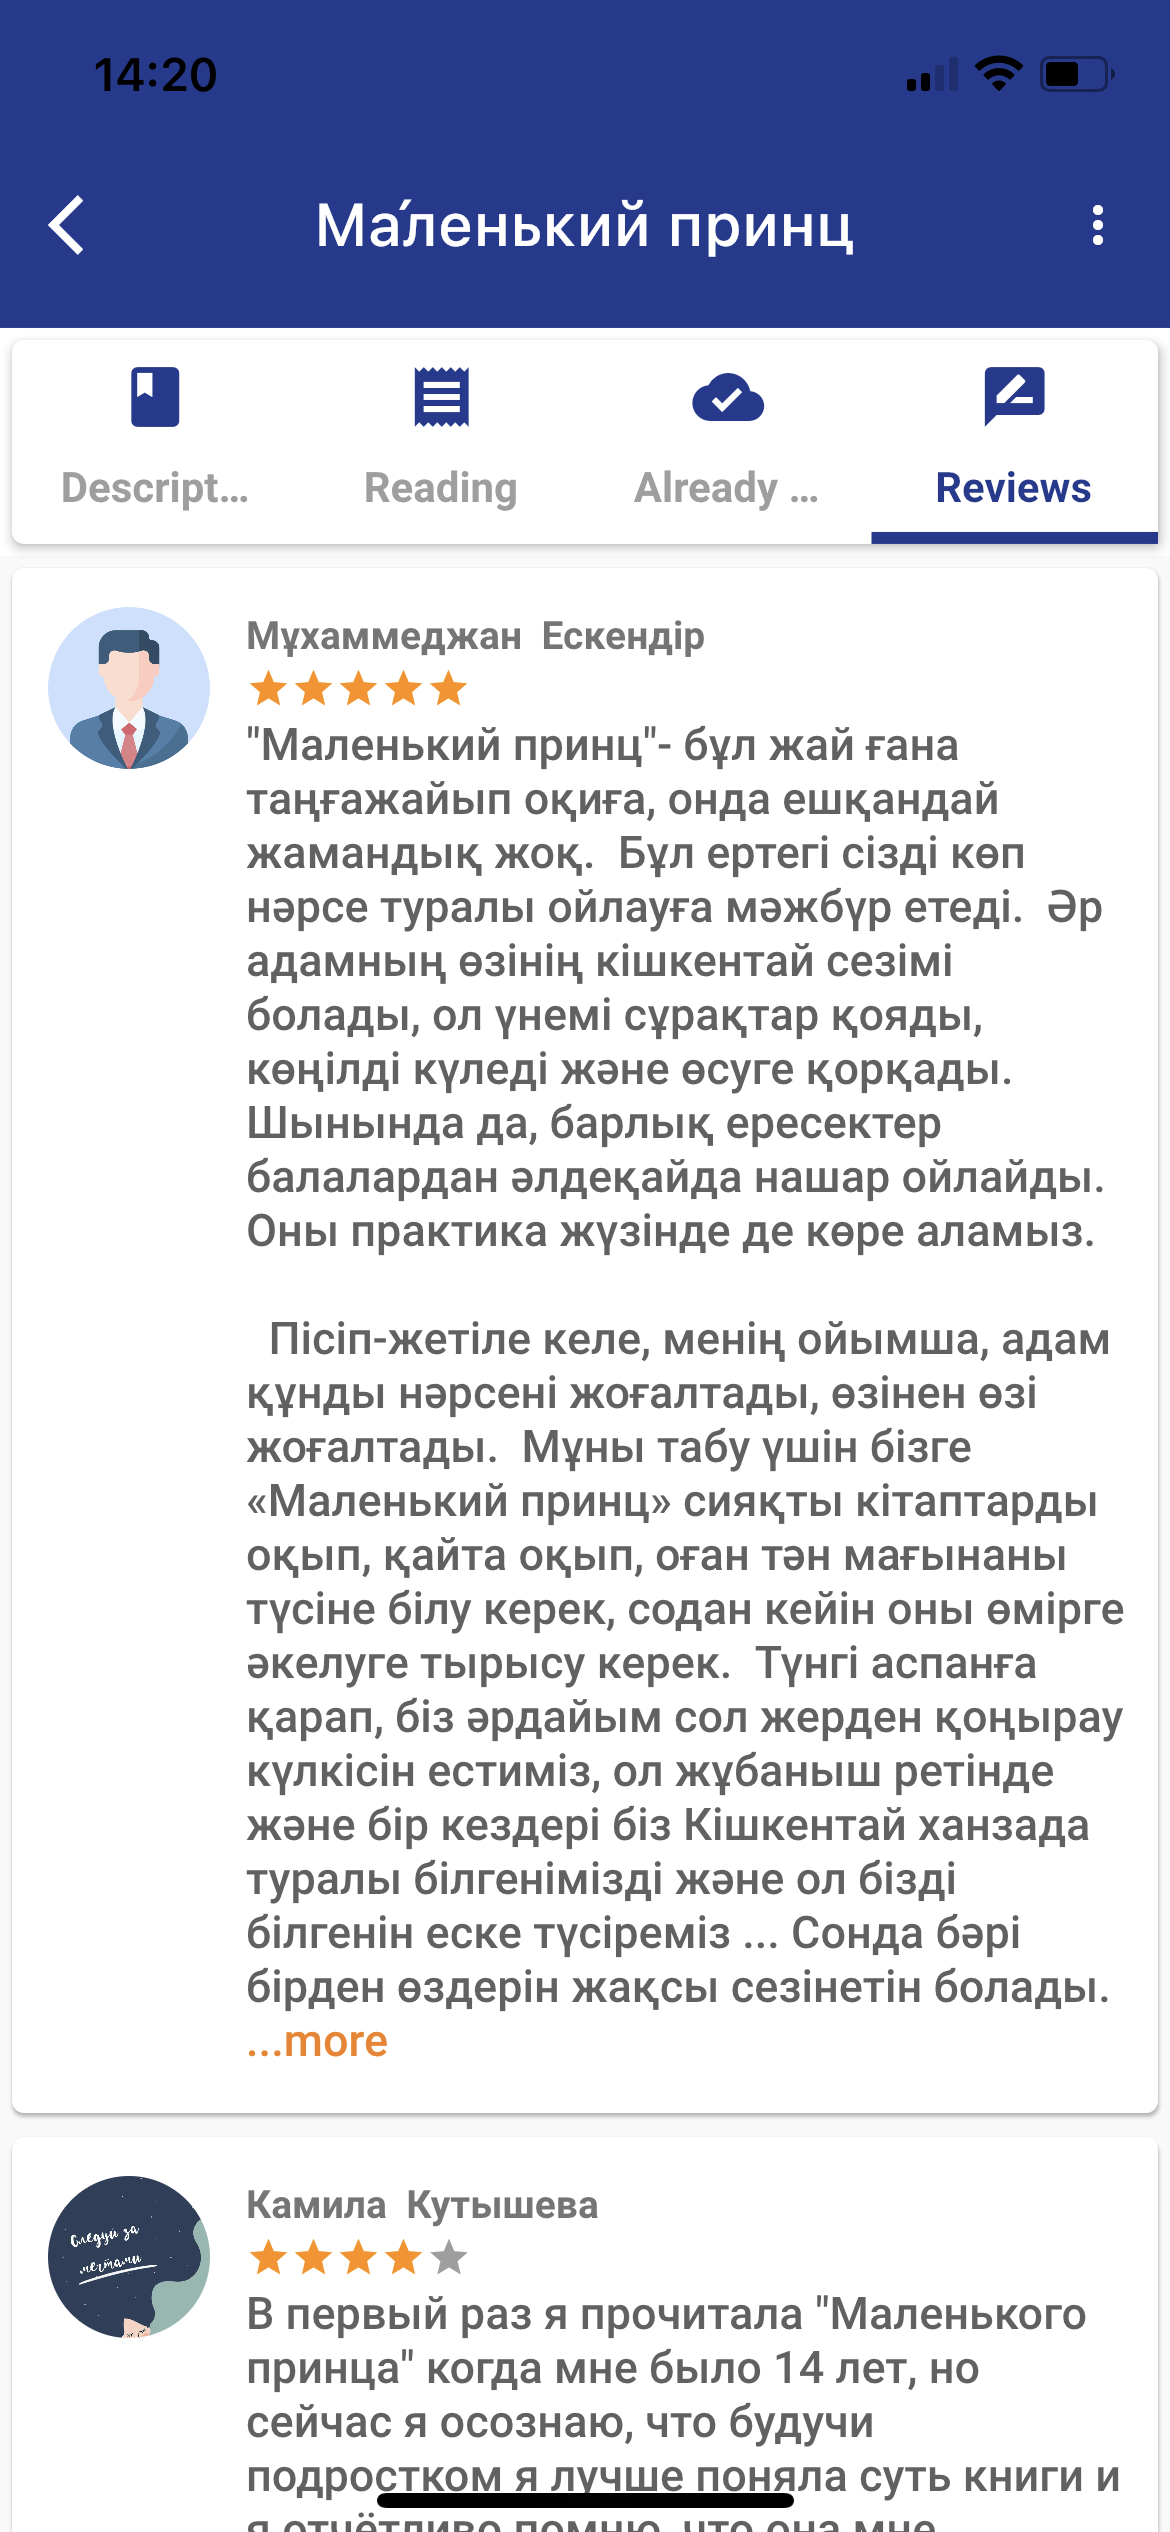 14:20
Ма́ленький принц
Descript...
Reading
Already ...
Reviews
Мұхаммеджан Ескендір
"Маленький принц"- бұл жай ғана
таңғажайып оқиға, онда ешқандай
жамандық жоқ. Бұл ертегі сізді көп
нәрсе туралы ойлауға мәжбүр етеді. Әр
адамның өзінің кішкентай сезімі
болады, ол үнемі сұрақтар қояды,
көңілді күледі және өсуге қорқады.
Шынында да, барлық ересектер
балалардан әлдеқайда нашар ойлайды.
Оны практика жүзінде де көре аламыз.
Пісіп-жетіле келе, менің ойымша, адам
құнды нәрсені жоғалтады, өзінен өзі
жоғалтады. Мұны табу үшін бізге
«Маленький принц» сияқты кітаптарды
оқып, қайта оқып, оған тән мағынаны
түсіне білу керек, содан кейін оны өмірге
әкелуге тырысу керек. Түнгі аспанға
қарап, біз әрдайым сол жерден қоңырау
күлкісін естиміз, ол жұбаныш ретінде
және бір кездері біз Кішкентай ханзада
туралы білгенімізді және ол бізді
білгенін еске түсіреміз ... Сонда бәрі
бірден өздерін жақсы сезінетін болады.
...more
Следуй за
мечтами
Камила Кутышева
В первый раз я прочитала "Маленького
принца" когда мне было 14 лет, но
сейчас я осознаю, что будучи
подростком я лучше поняла суть книги и
я отчётливо помню, что она мне